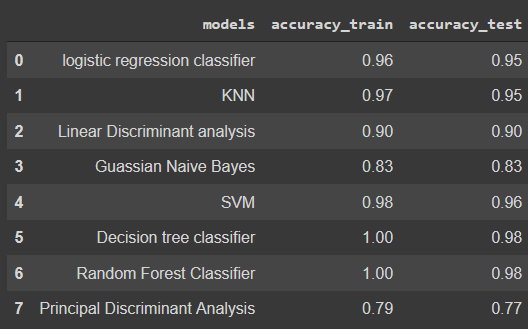 models accuracy_train accuracy_test
0 logistic regression classifier 0.96 0.95
1 KNN 0.97 0.95
2 Linear Discriminant analysis 0.90 0.90
3 Guassian Naive Bayes 0.83 0.83
4 SVM 0.98 0.96
5 Decision tree classifier 1.00 0.98
6 Random Forest Classifier 1.00 0.98
7 Principal Discriminant Analysis 0.79 0.77